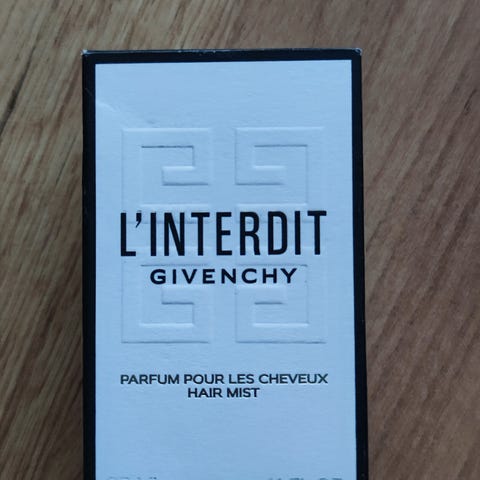 L'INTERDIT
GIVENCHY
PARFUM POUR LES CHEVEUX
HAIR MIST